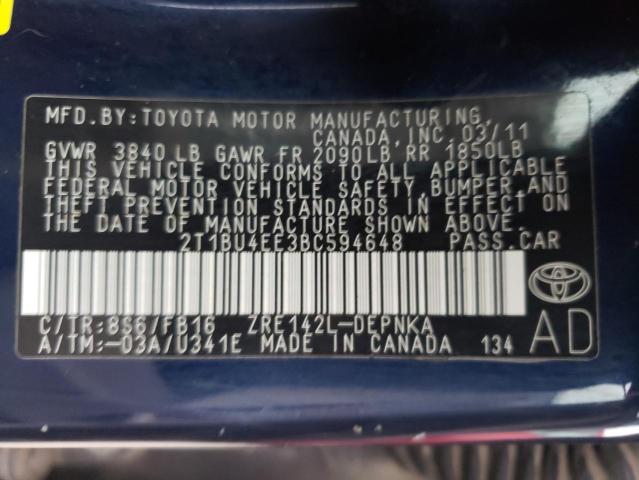 MFD.BY:TOYOTA MOTOR MANUFACTURING,
CANADA,INC.03/11
GVWR 3840 LB GAWR FR 2090LB RR 1850LB
THIS VEHICLE CONFORMS TO ALL APPLICABLE
FEDERAL MOTOR VEHICLE SAFETY,BUMPER,AND
THEFT PREVENTION STANDARDS IN EFFECT ON
THE DATE OF MANUFACTURE SHOWN ABOVE.
2T1BU4EE3BC594648 PASS.CAR
C/TR:8S6/FB16 ZRE142L-DEPNKA
A/TM:-03A/U341E MADE IN CANADA 134
AD